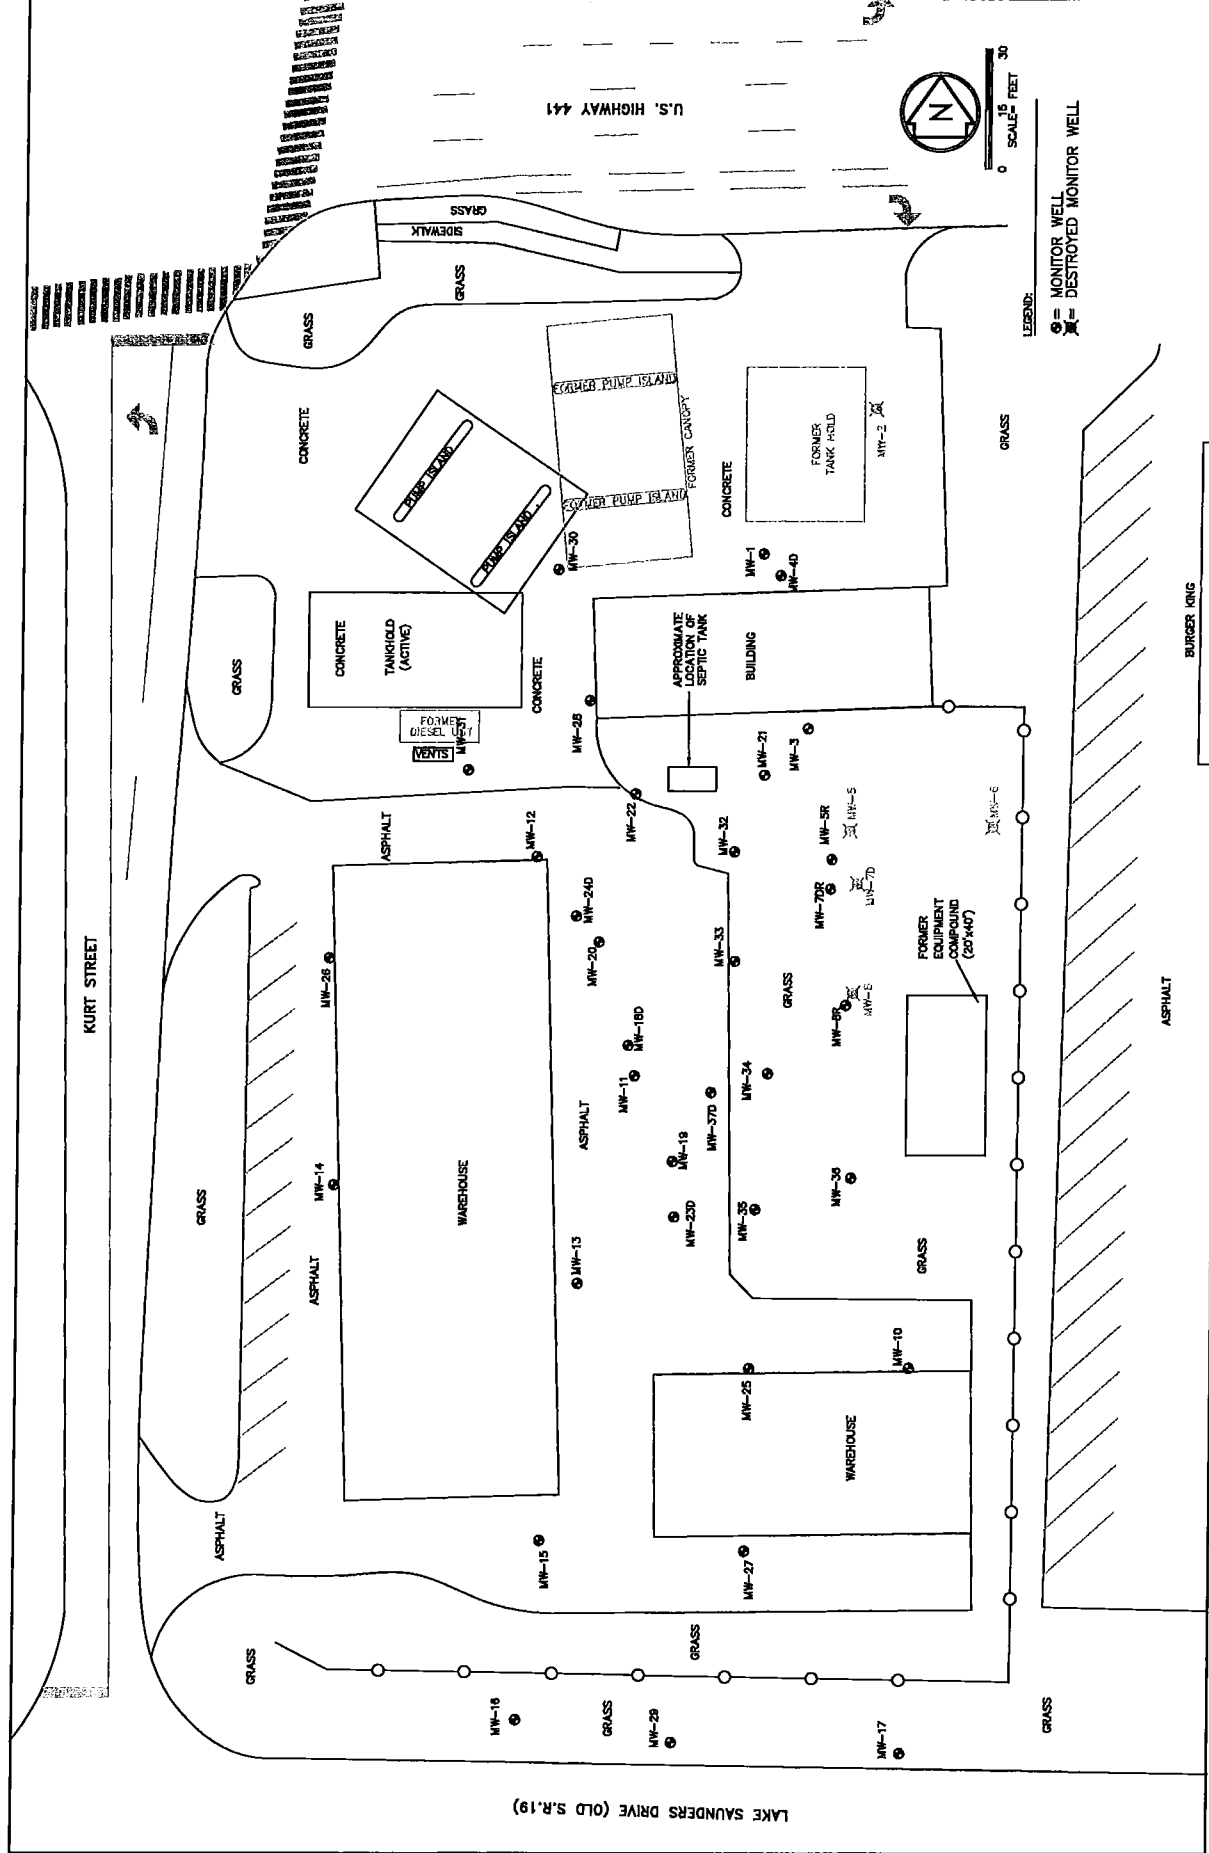 U.S. HIGHWAY 441
0 15 30
SCALE= FEET
N
LEGEND:
= MONITOR WELL
= DESTROYED MONITOR WELL
GRASS
SIDEWALK
GRASS
GRASS
CONCRETE
PUMP ISLAND
PUMP ISLAND
FORMER PUMP ISLAND
FORMER PUMP ISLAND
FORMER CANOPY
CONCRETE
FORMER
TANK HOLD
MW-2
GRASS
BURGER KING
MW-30
MW-1
MW-4D
GRASS
CONCRETE
TANKHOLD
(ACTIVE)
CONCRETE
APPROXIMATE
LOCATION OF
SEPTIC TANK
BUILDING
FORMER
VENTS
MW-31
MW-28
MW-21
MW-3
MW-22
MW-12
MW-32
MW-5R
MW-5
MW-6
ASPHALT
KURT STREET
MW-24D
MW-20
MW-7DR
MW-7D
MW-26
MW-33
GRASS
FORMER
EQUIPMENT
COMPOUND
(20'x40')
ASPHALT
MW-18D
MW-11
MW-8R
MW-8
MW-34
MW-37D
ASPHALT
MW-19
MW-23D
MW-35
MW-36
MW-14
GRASS
WAREHOUSE
MW-13
ASPHALT
GRASS
MW-10
MW-25
WAREHOUSE
ASPHALT
MW-15
MW-27
GRASS
GRASS
MW-16
GRASS
MW-29
MW-17
GRASS
LAKE SAUNDERS DRIVE (OLD S.R.19)